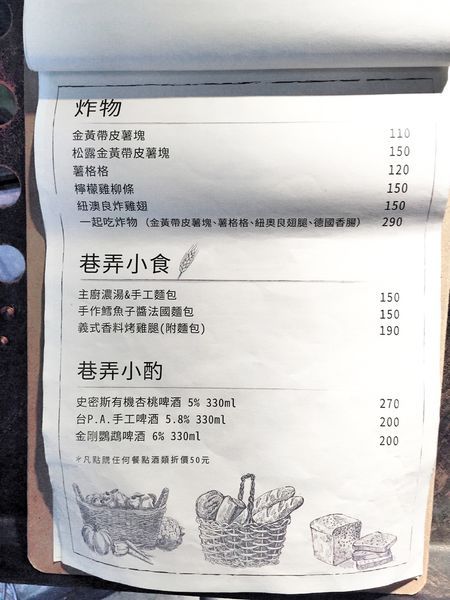 炸物
金黃帶皮薯塊 110
松露金黃帶皮薯塊 150
薯格格 120
檸檬雞柳條 150
紐澳良炸雞翅 150
一起吃炸物 (金黃帶皮薯塊、薯格格、紐奧良翅腿、德國香腸) 290
巷弄小食
主廚濃湯&手工麵包 150
手作鱈魚子醬法國麵包 150
義式香料烤雞腿(附麵包) 190
巷弄小酌
史密斯有機杏桃啤酒 5% 330ml 270
台P.A.手工啤酒 5.8% 330ml 200
金剛鸚鵡啤酒 6% 330ml 200
*凡點購任何餐點酒類折價50元